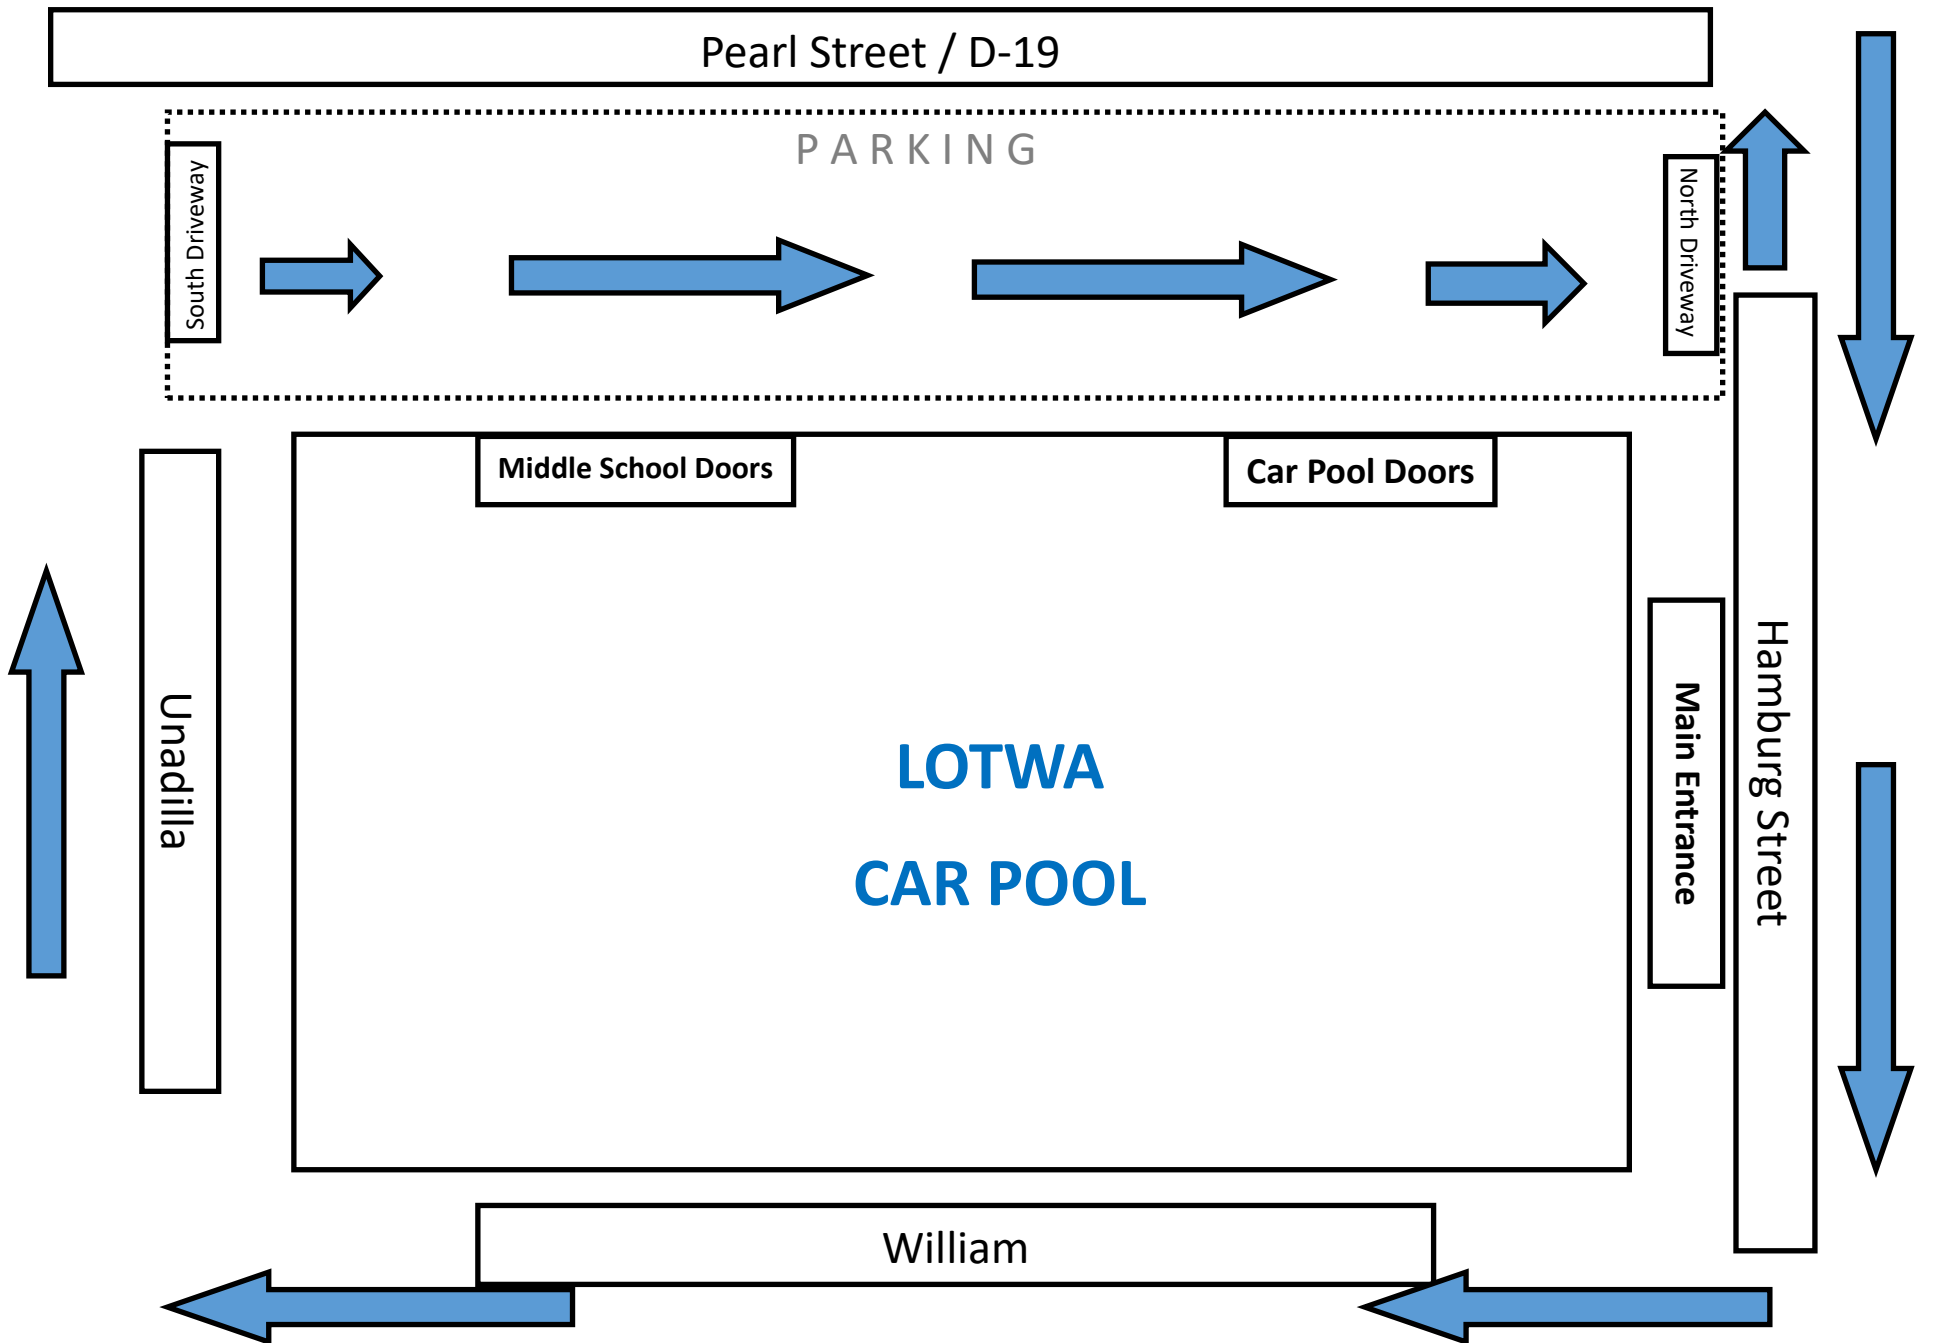 Pearl Street / D-19
PARKING
South Driveway
North Driveway
Middle School Doors
Car Pool Doors
Unadilla
LOTWA
CAR POOL
Main Entrance
Hamburg Street
William